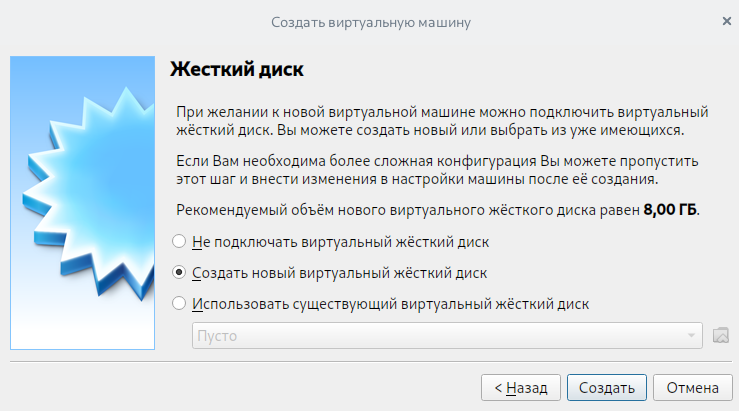 Создать виртуальную машину
Жесткий диск
При желании к новой виртуальной машине можно подключить виртуальный
жёсткий диск. Вы можете создать новый или выбрать из уже имеющихся.
Если Вам необходима более сложная конфигурация Вы можете пропустить
этот шаг и внести изменения в настройки машины после её создания.
Рекомендуемый объём нового виртуального жёсткого диска равен 8,00 ГБ.
Не подключать виртуальный жёсткий диск
Создать новый виртуальный жёсткий диск
Использовать существующий виртуальный жёсткий диск
Пусто
< Назад
Создать
Отмена